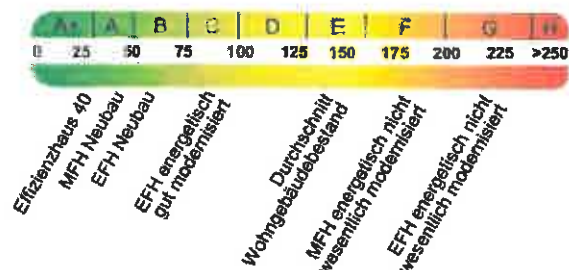 A+ A B C D E F G H
0 25 50 75 100 125 150 175 200 225 >250
Effizienzhaus 40
MFH Neubau
EFH Neubau
EFH energetisch
gut modernisiert
Durchschnitt
Wohngebäudebestand
MFH energetisch nicht
wesentlich modernisiert
EFH energetisch nicht
wesentlich modernisiert